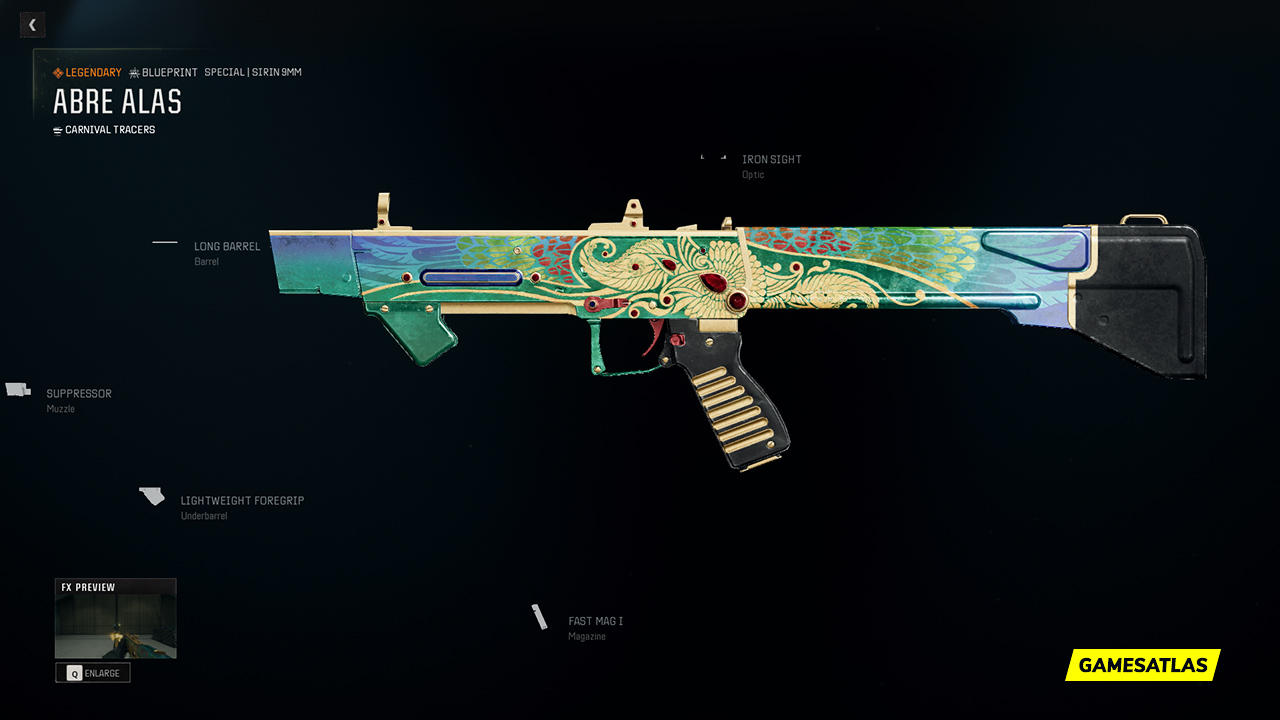 LEGENDARY BLUEPRINT SPECIAL | SIRIN 9MM
ABRE ALAS
CARNIVAL TRACERS
IRON SIGHT
Optic
LONG BARREL
Barrel
SUPPRESSOR
Muzzle
LIGHTWEIGHT FOREGRIP
Underbarrel
FX PREVIEW
Q ENLARGE
FAST MAG I
Magazine
GAMESATLAS